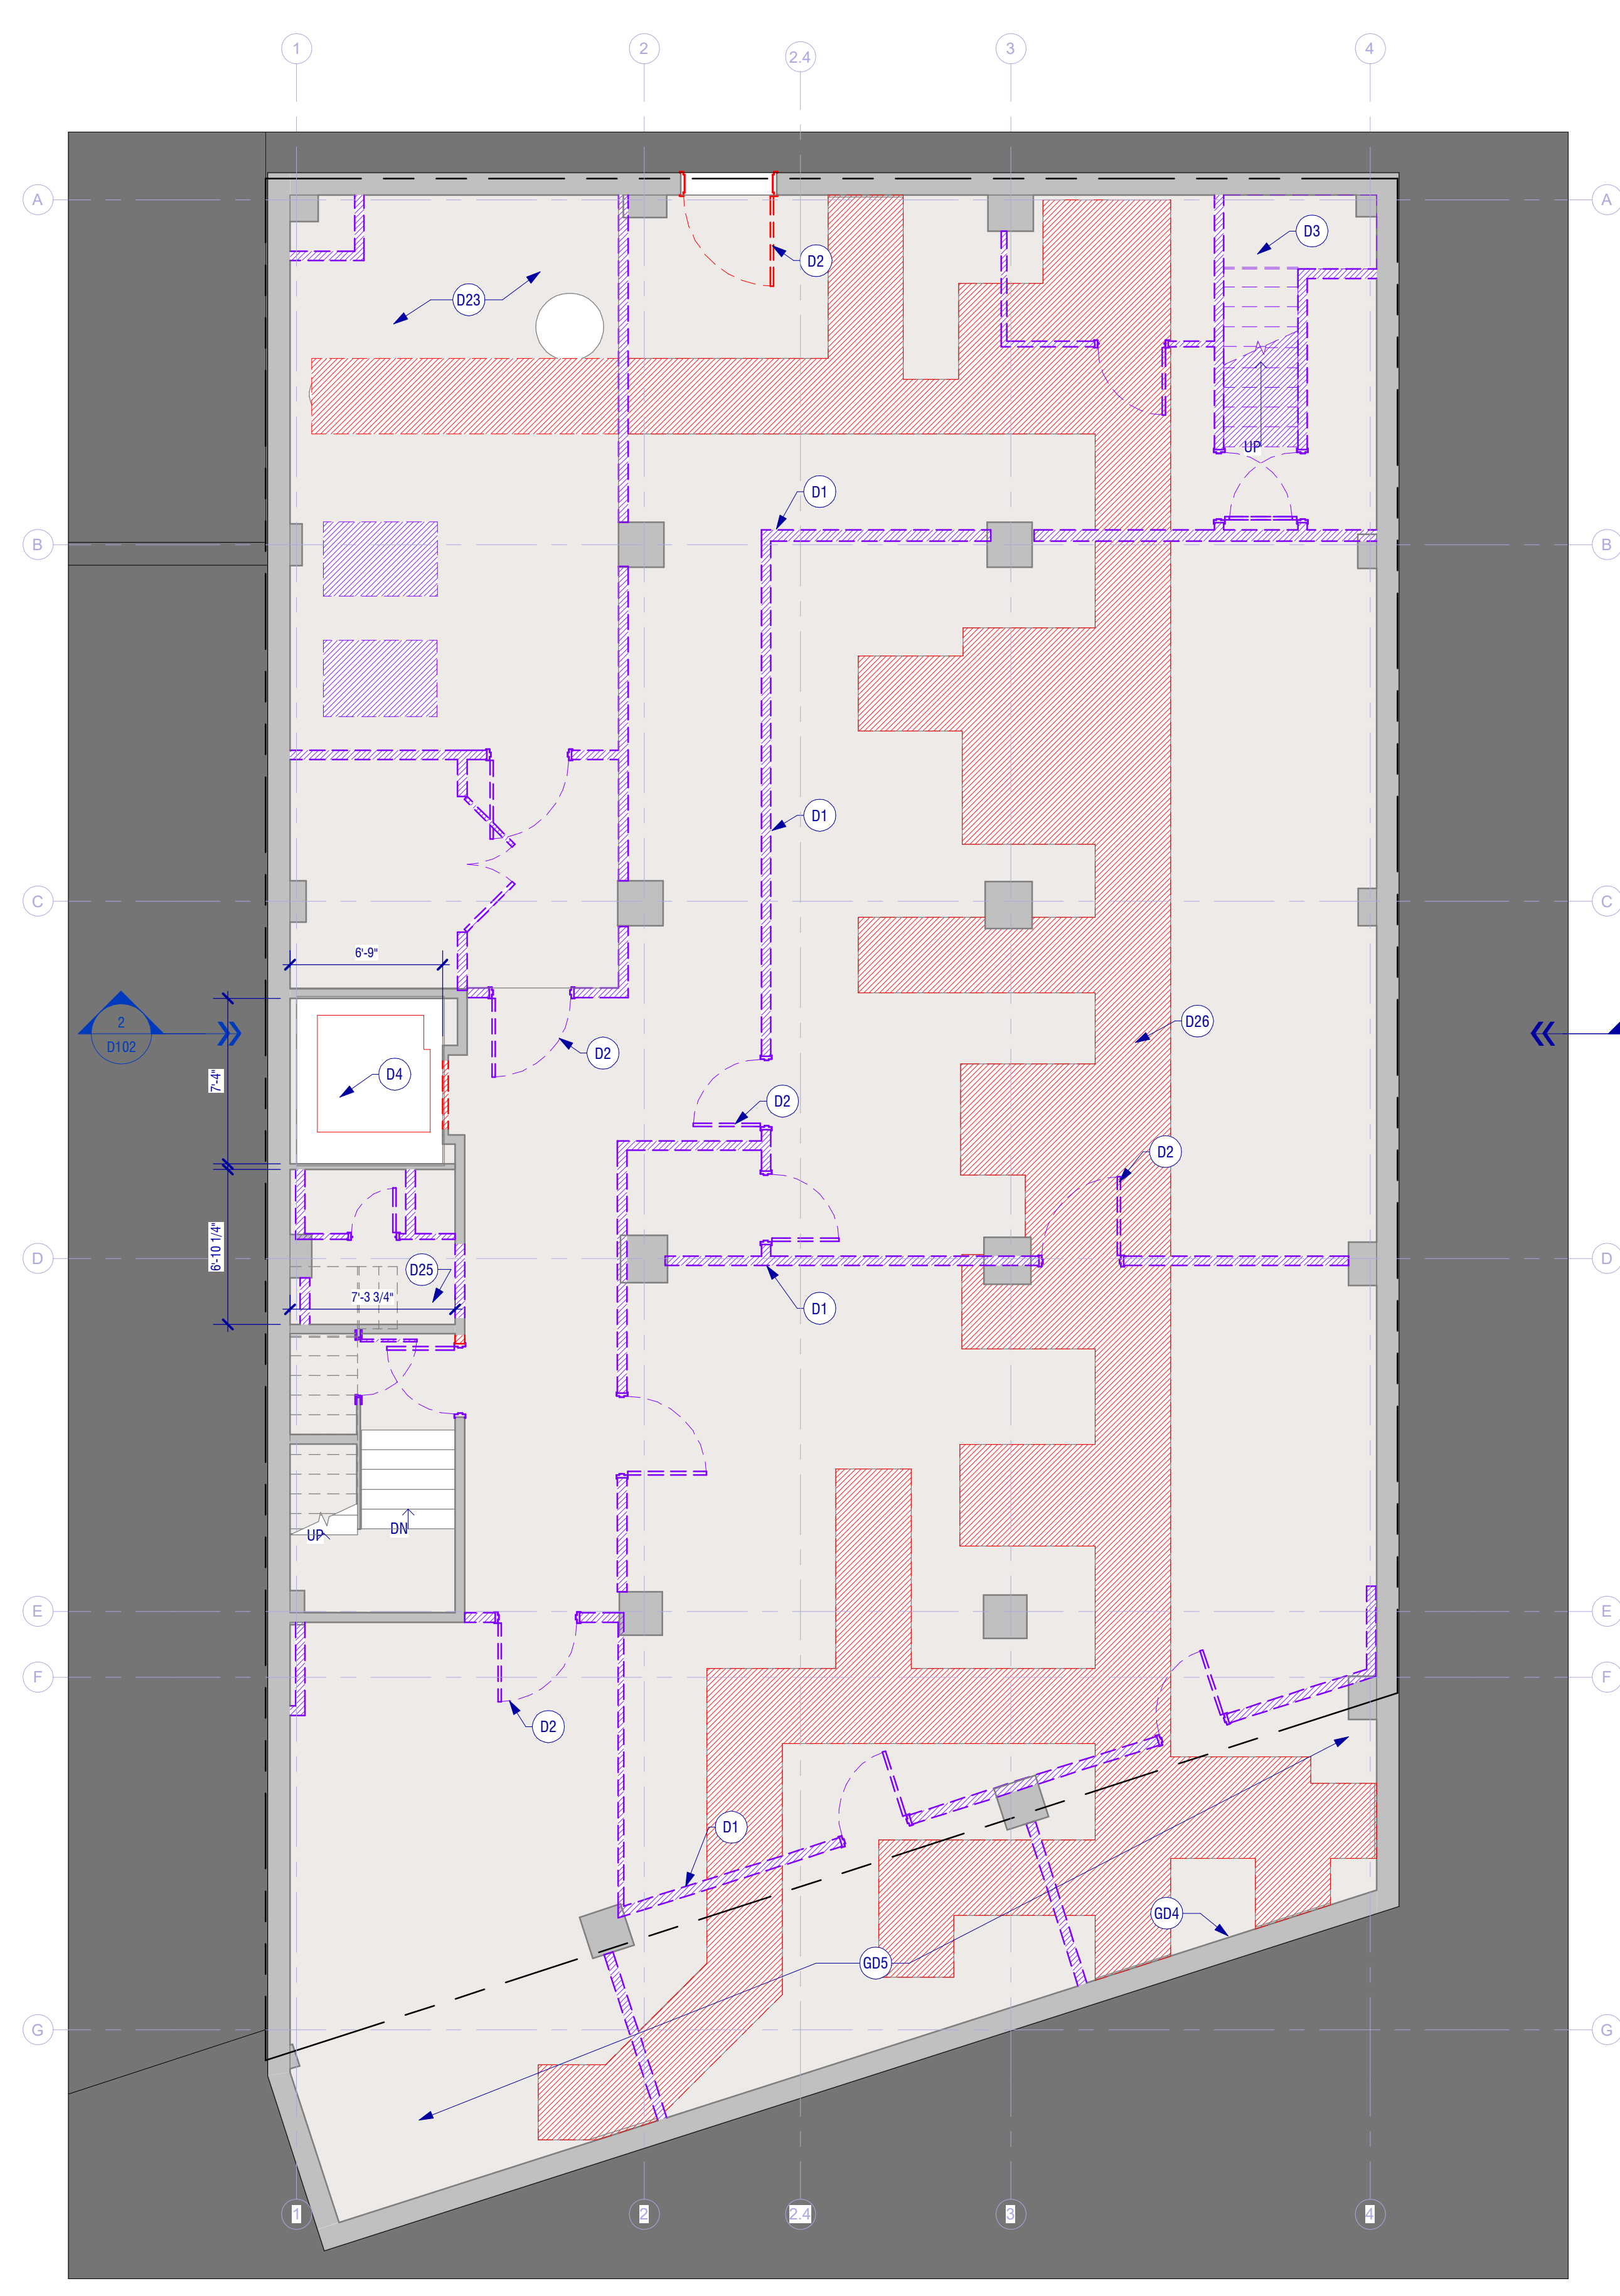 1 2 2.4 3 4
A A
D3
D2
D23
UP
D1
B B
D1
C C
6'-9"
2
D102
D26
D2
7'-4"
D4
D2
D2
6'-10 1/4"
D D
D25
7'-3 3/4"
D1
UP DN
E E
F F
D2
D1
GD4
GD5
G G
1 2 2.4 3 4